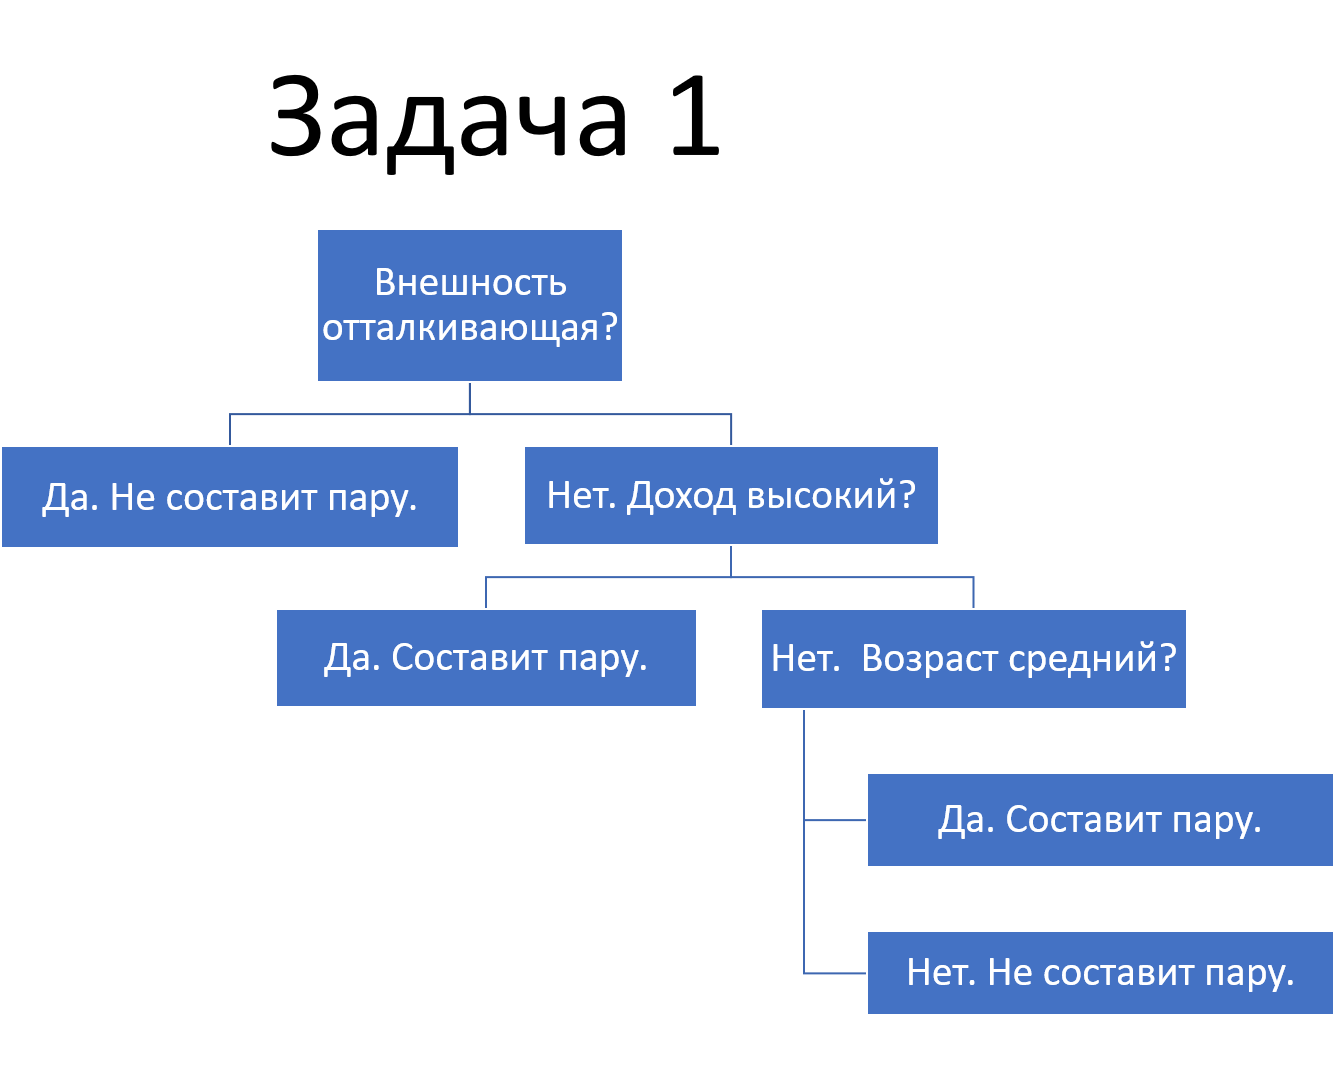 Задача 1
Внешность
отталкивающая?
Да. Не составит пару.
Нет. Доход высокий?
Да. Составит пару.
Нет.  Возраст средний?
Да. Составит пару.
Нет. Не составит пару.